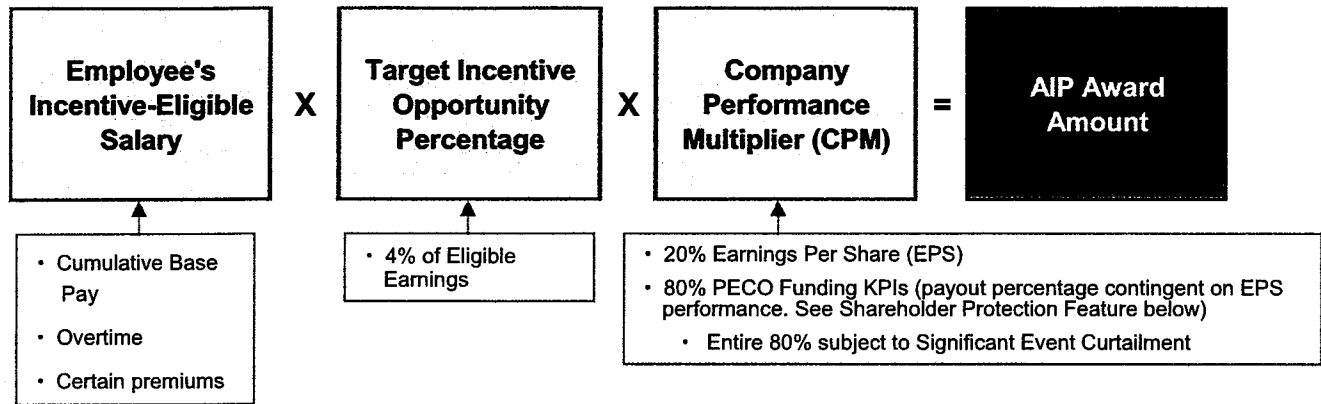 Employee's
Incentive-Eligible
Salary
X
Target Incentive
Opportunity
Percentage
X
Company
Performance
Multiplier (CPM)
=
AIP Award
Amount
• Cumulative Base
Pay
• Overtime
• Certain premiums
• 4% of Eligible
Earnings
• 20% Earnings Per Share (EPS)
• 80% PECO Funding KPIs (payout percentage contingent on EPS
performance. See Shareholder Protection Feature below)
• Entire 80% subject to Significant Event Curtailment